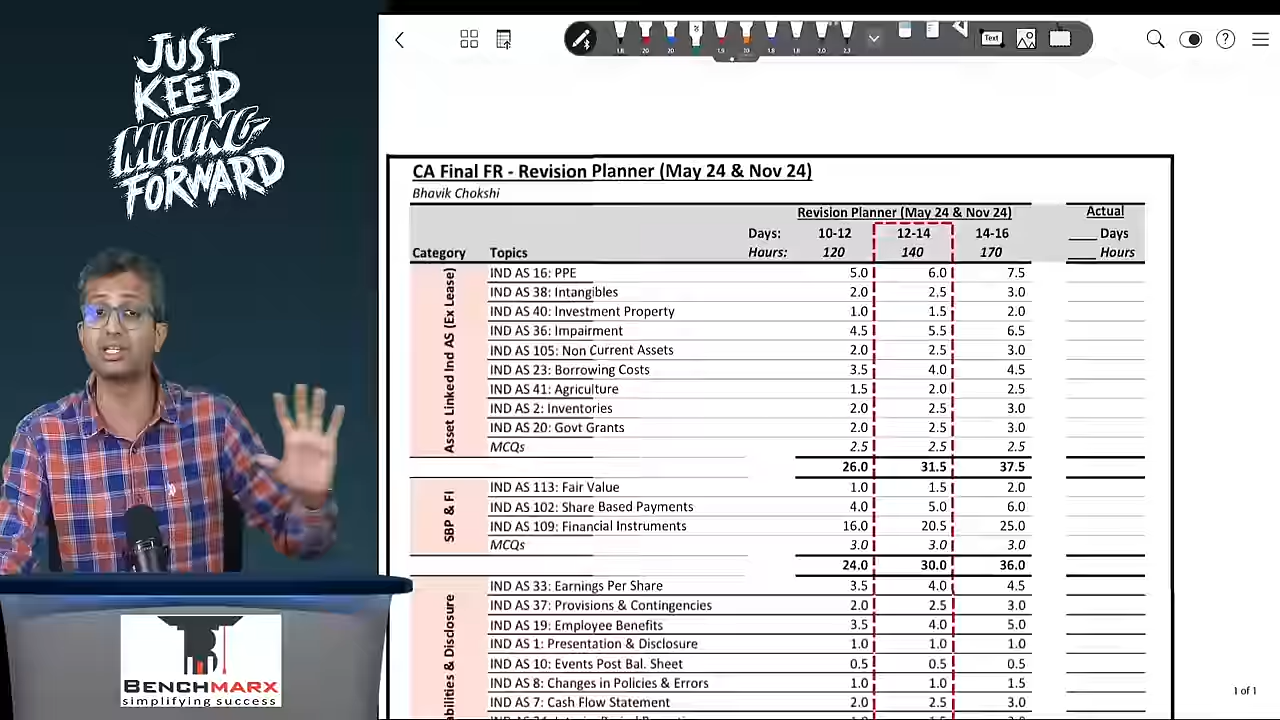 JUST
KEEP
MOVING
FORWARD
BENCHMARX
simplifying success
Text
CA Final FR - Revision Planner (May 24 & Nov 24)
Bhavik Chokshi
Revision Planner (May 24 & Nov 24) Actual
Days: 10-12 12-14 14-16 ____ Days
Category Topics Hours: 120 140 170 ____ Hours
Asset Linked Ind AS (Ex Lease)
IND AS 16: PPE 5.0 6.0 7.5
IND AS 38: Intangibles 2.0 2.5 3.0
IND AS 40: Investment Property 1.0 1.5 2.0
IND AS 36: Impairment 4.5 5.5 6.5
IND AS 105: Non Current Assets 2.0 2.5 3.0
IND AS 23: Borrowing Costs 3.5 4.0 4.5
IND AS 41: Agriculture 1.5 2.0 2.5
IND AS 2: Inventories 2.0 2.5 3.0
IND AS 20: Govt Grants 2.0 2.5 3.0
MCQs 2.5 2.5 2.5
26.0 31.5 37.5
SBP & FI
IND AS 113: Fair Value 1.0 1.5 2.0
IND AS 102: Share Based Payments 4.0 5.0 6.0
IND AS 109: Financial Instruments 16.0 20.5 25.0
MCQs 3.0 3.0 3.0
24.0 30.0 36.0
abilities & Disclosure
IND AS 33: Earnings Per Share 3.5 4.0 4.5
IND AS 37: Provisions & Contingencies 2.0 2.5 3.0
IND AS 19: Employee Benefits 3.5 4.0 5.0
IND AS 1: Presentation & Disclosure 1.0 1.0 1.0
IND AS 10: Events Post Bal. Sheet 0.5 0.5 0.5
IND AS 8: Changes in Policies & Errors 1.0 1.0 1.5
IND AS 7: Cash Flow Statement 2.0 2.5 3.0
1 of 1